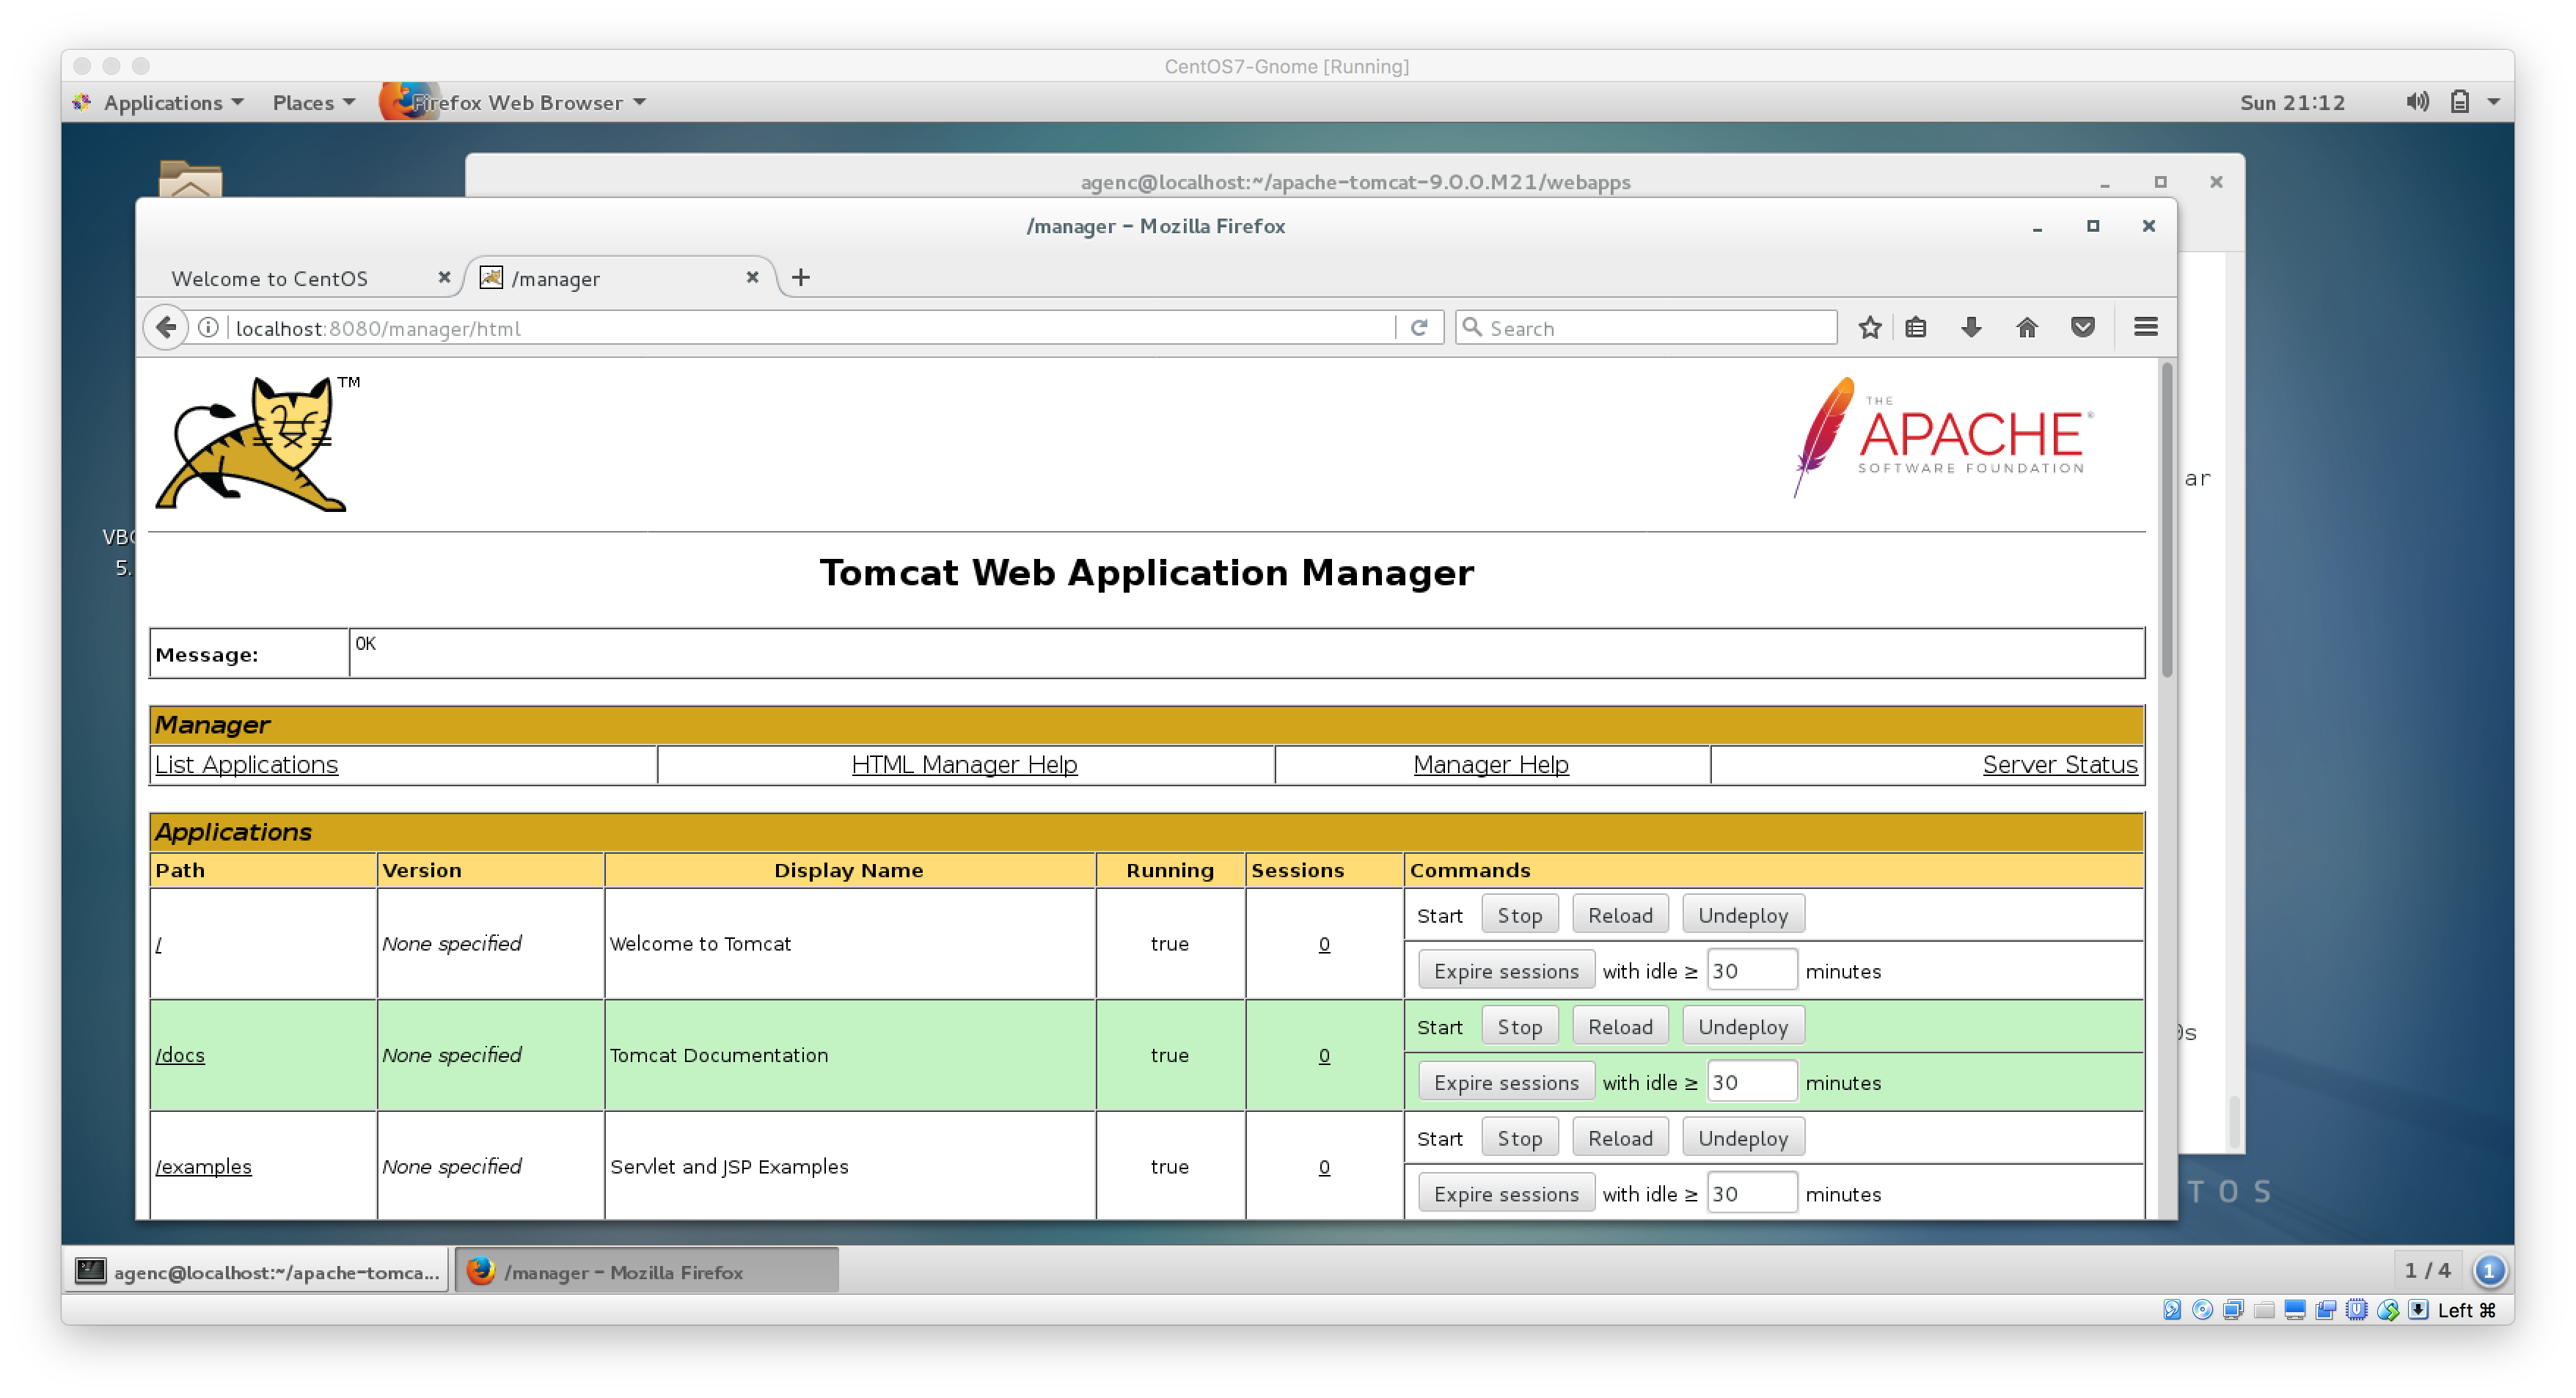 CentOS7-Gnome [Running]
Applications Places Firefox Web Browser Sun 21:12
agenc@localhost:~/apache-tomcat-9.0.0.M21/webapps
/manager - Mozilla Firefox
Welcome to CentOS /manager
localhost:8080/manager/html Search
TM
THE
APACHE®
SOFTWARE FOUNDATION
ar
VBO
5.
Tomcat Web Application Manager
Message: OK
Manager
List Applications HTML Manager Help Manager Help Server Status
Applications
Path Version Display Name Running Sessions Commands
/ None specified Welcome to Tomcat true 0 Start Stop Reload Undeploy
Expire sessions with idle ≥ 30 minutes
/docs None specified Tomcat Documentation true 0 Start Stop Reload Undeploy
Expire sessions with idle ≥ 30 minutes
/examples None specified Servlet and JSP Examples true 0 Start Stop Reload Undeploy
Expire sessions with idle ≥ 30 minutes
TOS
agenc@localhost:~/apache-tomca... /manager - Mozilla Firefox 1 / 4 1
Left ⌘